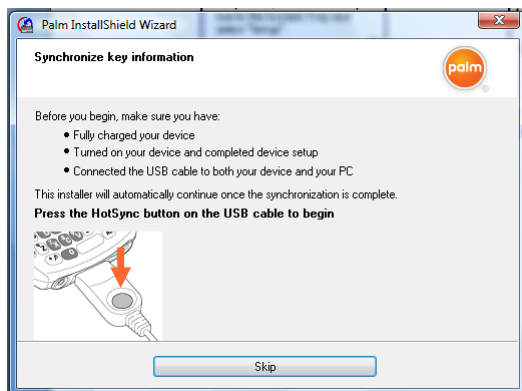 Palm InstallShield Wizard
Synchronize key information
palm
Before you begin, make sure you have:
• Fully charged your device
• Turned on your device and completed device setup
• Connected the USB cable to both your device and your PC
This installer will automatically continue once the synchronization is complete.
Press the HotSync button on the USB cable to begin
Skip